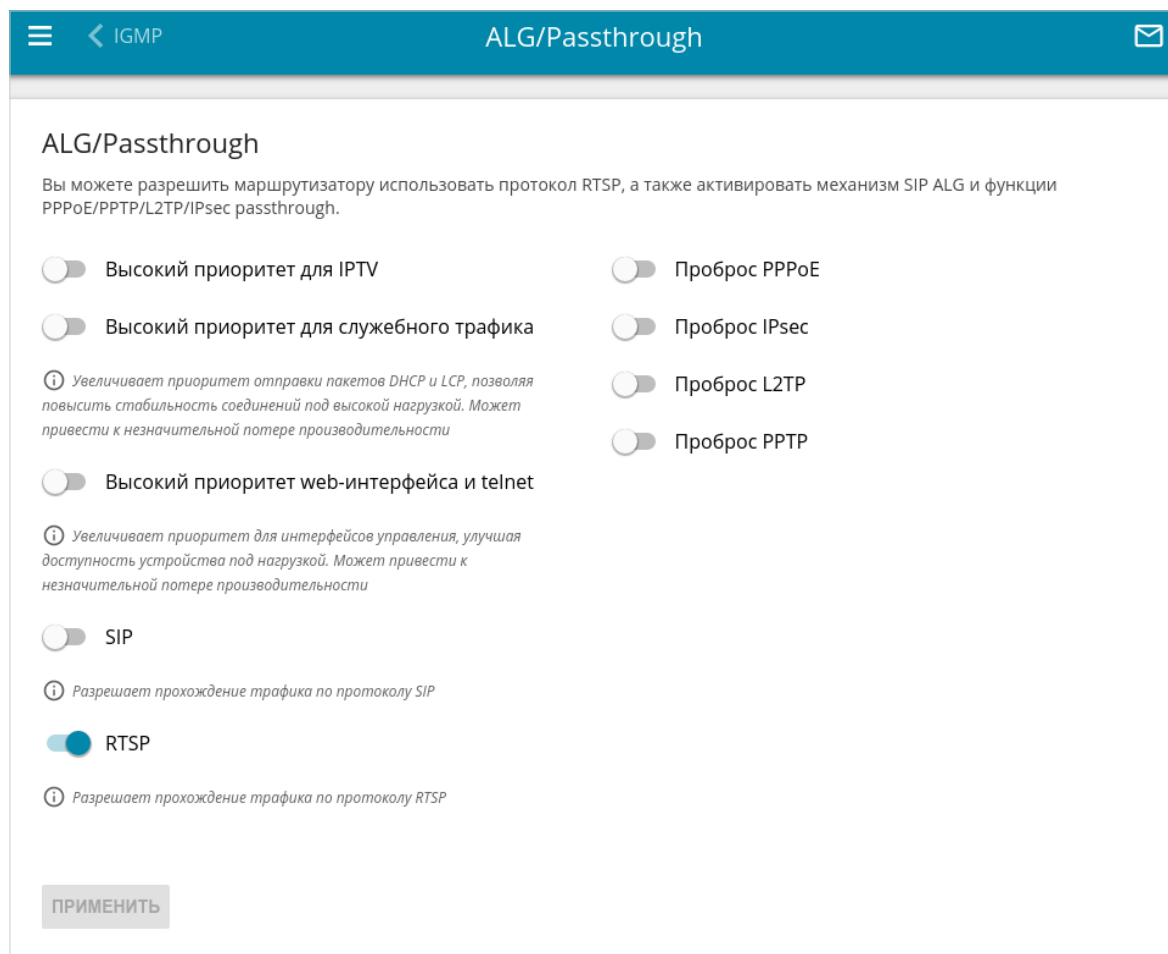 IGMP
ALG/Passthrough
ALG/Passthrough
Вы можете разрешить маршрутизатору использовать протокол RTSP, а также активировать механизм SIP ALG и функции
PPPoE/PPTP/L2TP/IPsec passthrough.
Высокий приоритет для IPTV
Высокий приоритет для служебного трафика
Увеличивает приоритет отправки пакетов DHCP и LCP, позволяя
повысить стабильность соединений под высокой нагрузкой. Может
привести к незначительной потере производительности
Высокий приоритет web-интерфейса и telnet
Увеличивает приоритет для интерфейсов управления, улучшая
доступность устройства под нагрузкой. Может привести к
незначительной потере производительности
SIP
Разрешает прохождение трафика по протоколу SIP
RTSP
Разрешает прохождение трафика по протоколу RTSP
Проброс PPPoE
Проброс IPsec
Проброс L2TP
Проброс PPTP
ПРИМЕНИТЬ